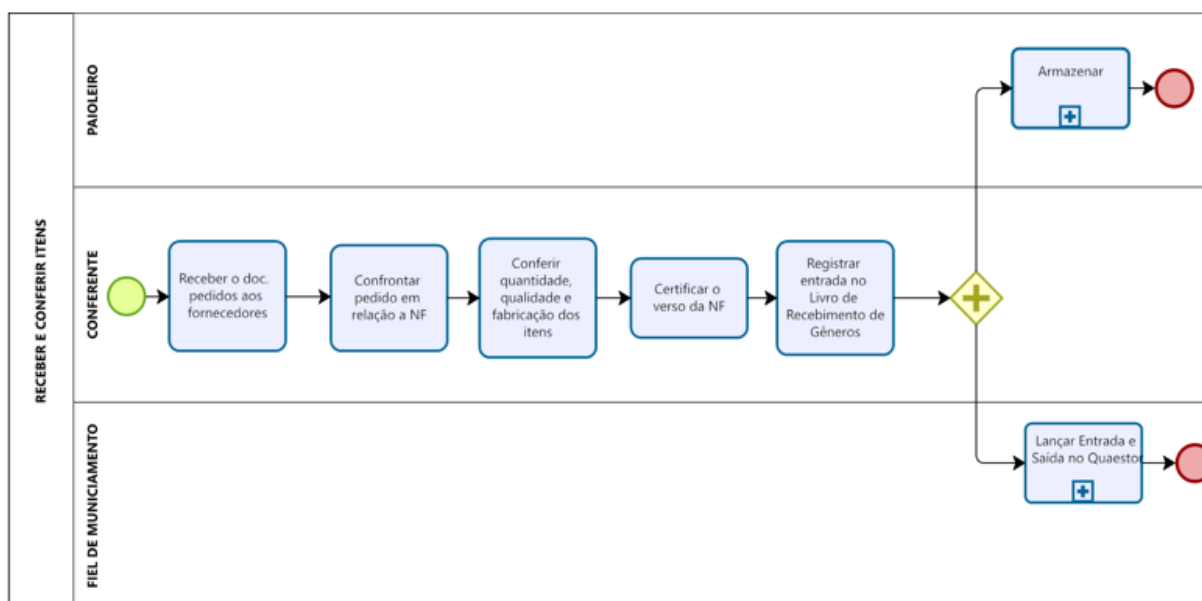 RECEBER E CONFERIR ITENS
PAIOLEIRO
Armazenar
CONFERENTE
Receber o doc.
pedidos aos
fornecedores
Confrontar
pedido em
relação a NF
Conferir
quantidade,
qualidade e
fabricação dos
itens
Certificar o
verso da NF
Registrar
entrada no
Livro de
Recebimento de
Gêneros
FIEL DE MUNICIAMENTO
Lançar Entrada e
Saída no Quaestor